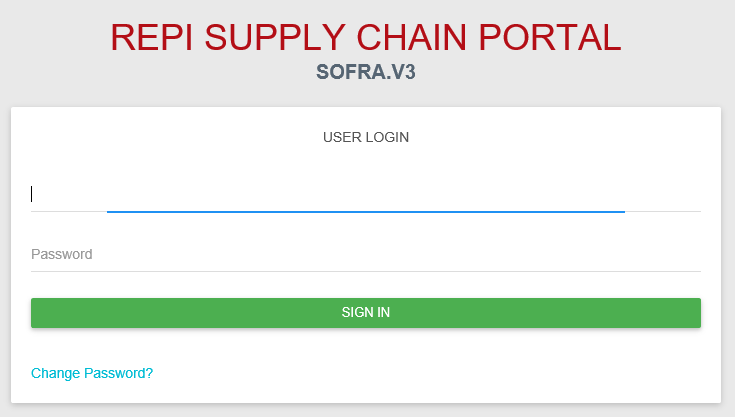 REPI SUPPLY CHAIN PORTAL
SOFRA.V3
USER LOGIN
Password
SIGN IN
Change Password?